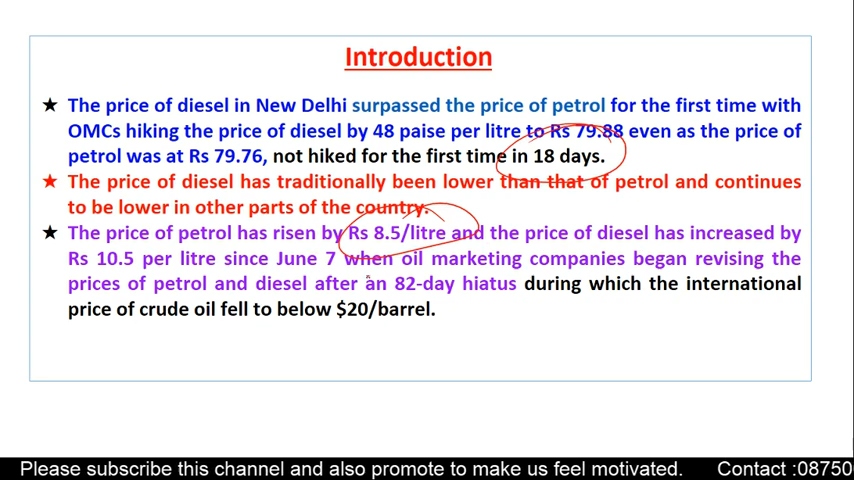 Introduction
★ The price of diesel in New Delhi surpassed the price of petrol for the first time with
OMCs hiking the price of diesel by 48 paise per litre to Rs 79.88 even as the price of
petrol was at Rs 79.76, not hiked for the first time in 18 days.
★ The price of diesel has traditionally been lower than that of petrol and continues
to be lower in other parts of the country.
★ The price of petrol has risen by Rs 8.5/litre and the price of diesel has increased by
Rs 10.5 per litre since June 7 when oil marketing companies began revising the
prices of petrol and diesel after an 82-day hiatus during which the international
price of crude oil fell to below $20/barrel.
Please subscribe this channel and also promote to make us feel motivated. Contact :08750